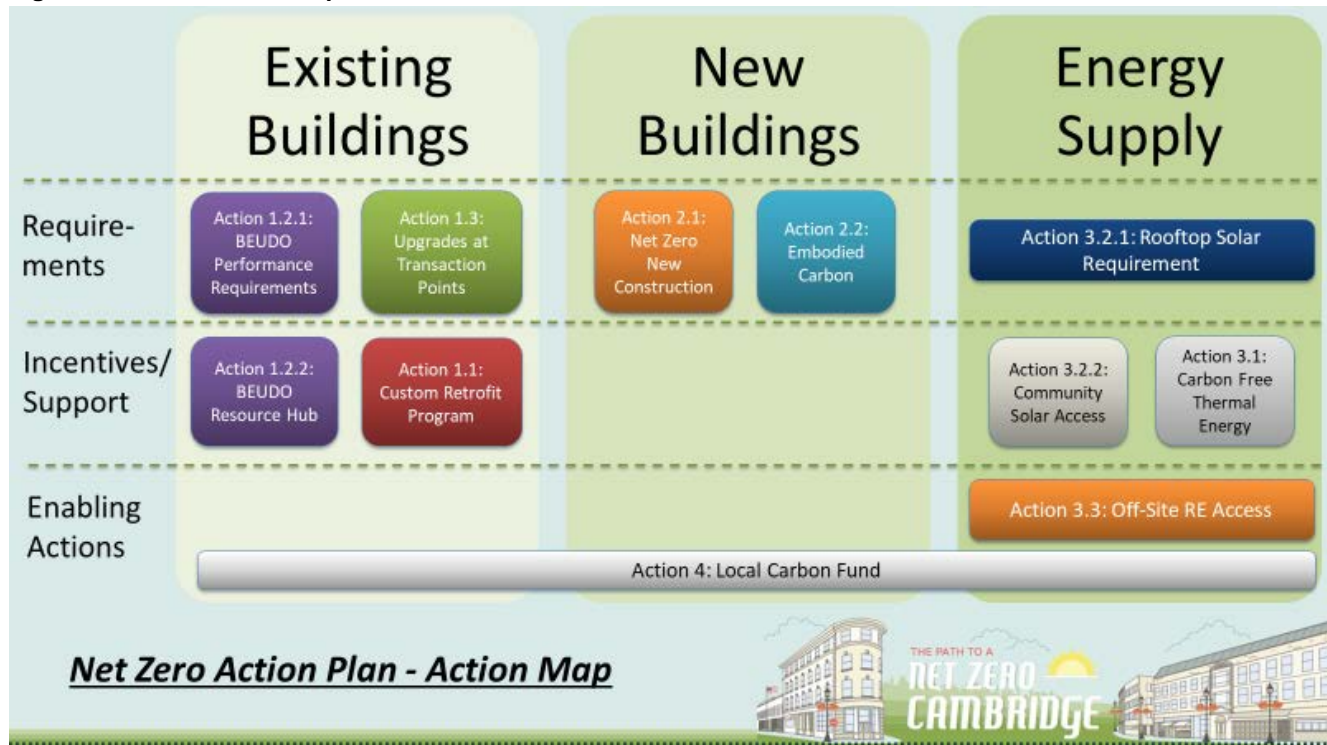 Existing
Buildings
New
Buildings
Energy
Supply
Require-
ments
Action 1.2.1:
BEUDO
Performance
Requirements
Action 1.3:
Upgrades at
Transaction
Points
Action 2.1:
Net Zero
New
Construction
Action 2.2:
Embodied
Carbon
Action 3.2.1: Rooftop Solar
Requirement
Incentives/
Support
Action 1.2.2:
BEUDO
Resource Hub
Action 1.1:
Custom Retrofit
Program
Action 3.2.2:
Community
Solar Access
Action 3.1:
Carbon Free
Thermal
Energy
Enabling
Actions
Action 3.3: Off-Site RE Access
Action 4: Local Carbon Fund
Net Zero Action Plan - Action Map
THE PATH TO A
NET ZERO
CAMBRIDGE